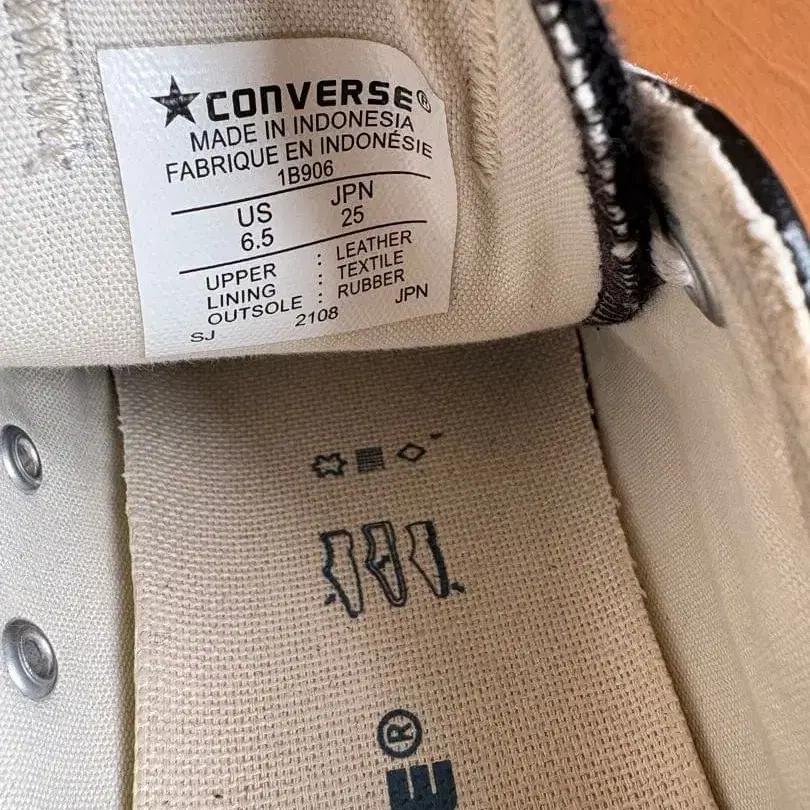 ★CONVERSE®
MADE IN INDONESIA
FABRIQUE EN INDONÉSIE
1B906
US JPN
6.5 25
UPPER : LEATHER
LINING : TEXTILE
OUTSOLE : RUBBER
SJ 2108 JPN
E®